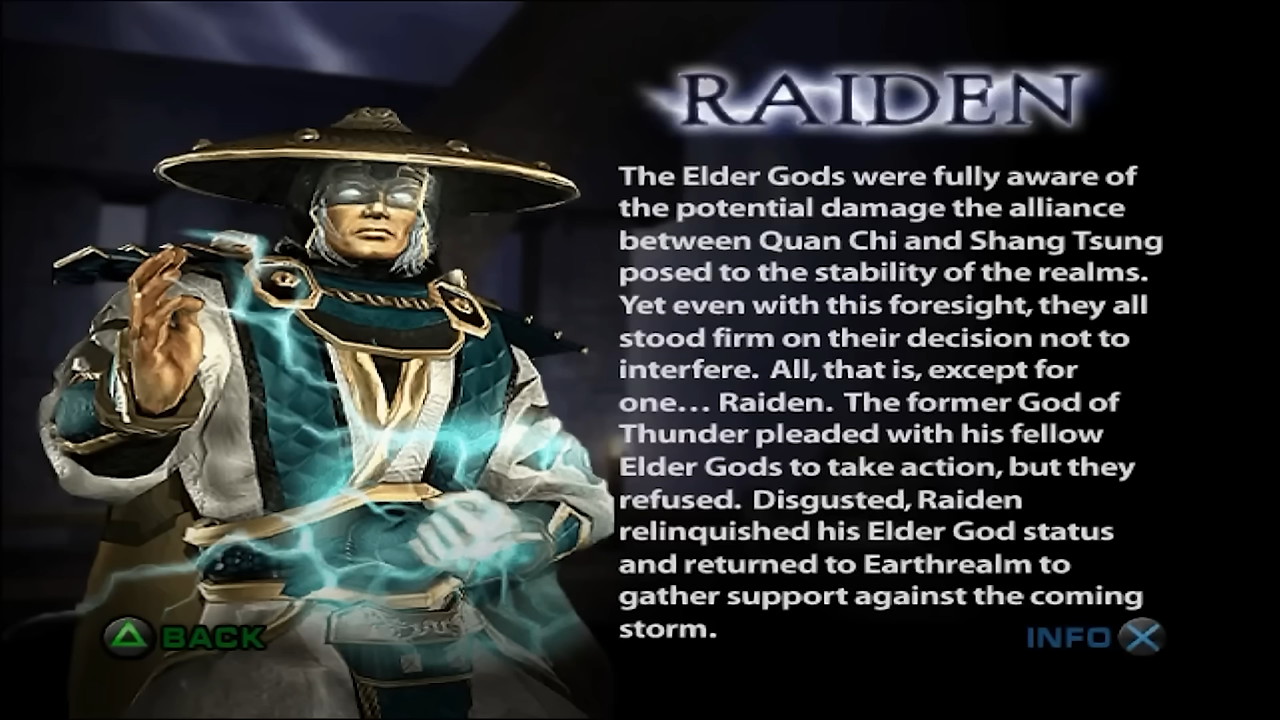 RAIDEN
The Elder Gods were fully aware of
the potential damage the alliance
between Quan Chi and Shang Tsung
posed to the stability of the realms.
Yet even with this foresight, they all
stood firm on their decision not to
interfere.  All, that is, except for
one... Raiden.  The former God of
Thunder pleaded with his fellow
Elder Gods to take action, but they
refused.  Disgusted, Raiden
relinquished his Elder God status
and returned to Earthrealm to
gather support against the coming
storm.
BACK
INFO